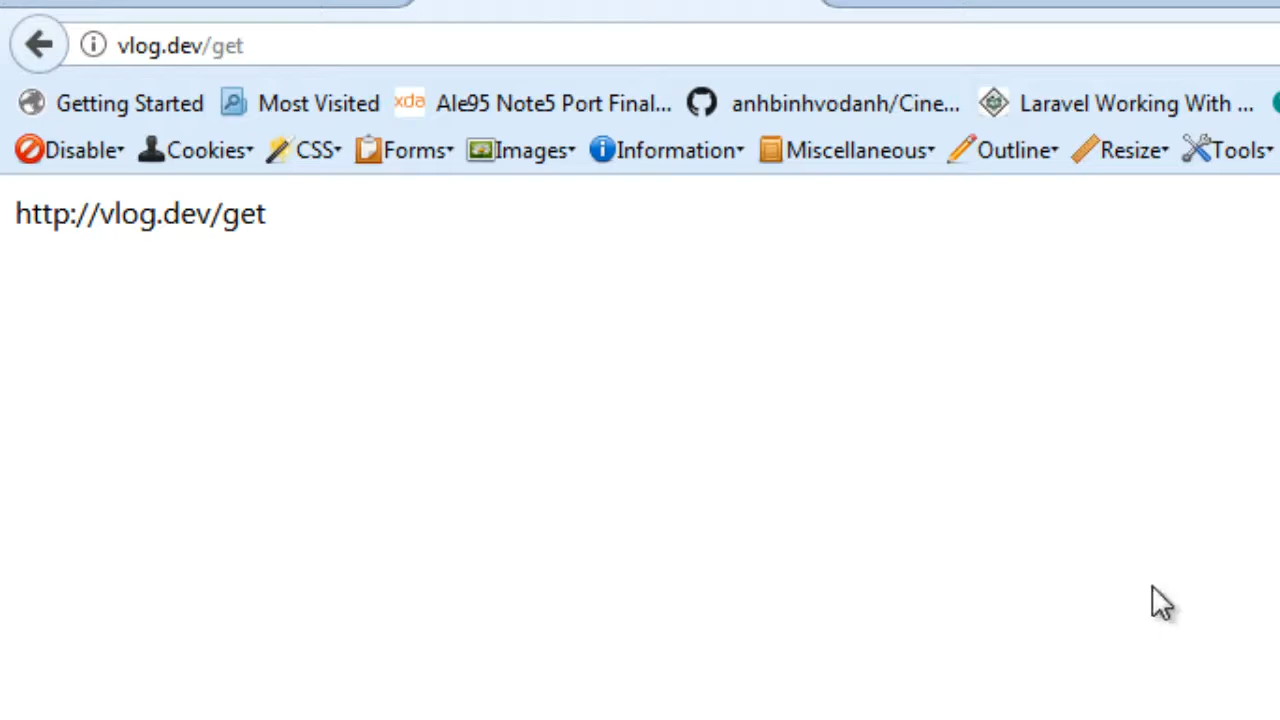 vlog.dev/get
Getting Started Most Visited xda Ale95 Note5 Port Final... anhbinhvodanh/Cine... Laravel Working With ...
Disable Cookies CSS Forms Images Information Miscellaneous Outline Resize Tools
http://vlog.dev/get